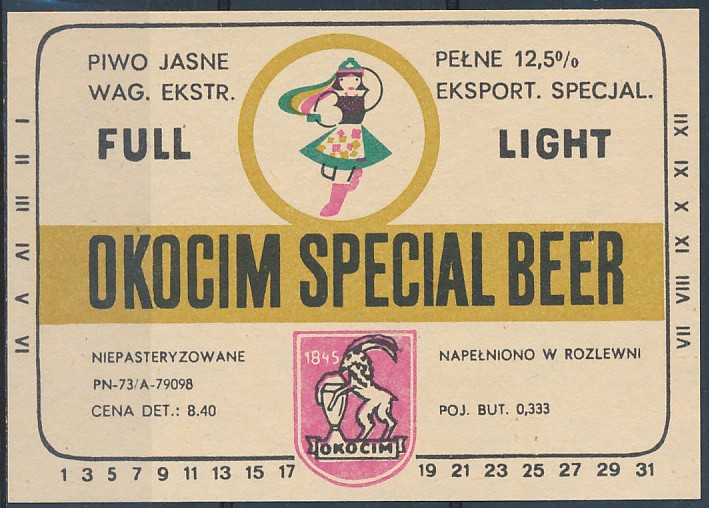 PIWO JASNE
WAG. EKSTR.
PEŁNE 12,5%
EKSPORT. SPECJAL.
FULL
LIGHT
OKOCIM SPECIAL BEER
NIEPASTERYZOWANE
PN-73/A-79098
CENA DET.: 8.40
1845
OKOCIM
NAPEŁNIONO W ROZLEWNI
POJ. BUT. 0,333
I II III IV V VI
VII VIII IX X XI XII
1 3 5 7 9 11 13 15 17
19 21 23 25 27 29 31